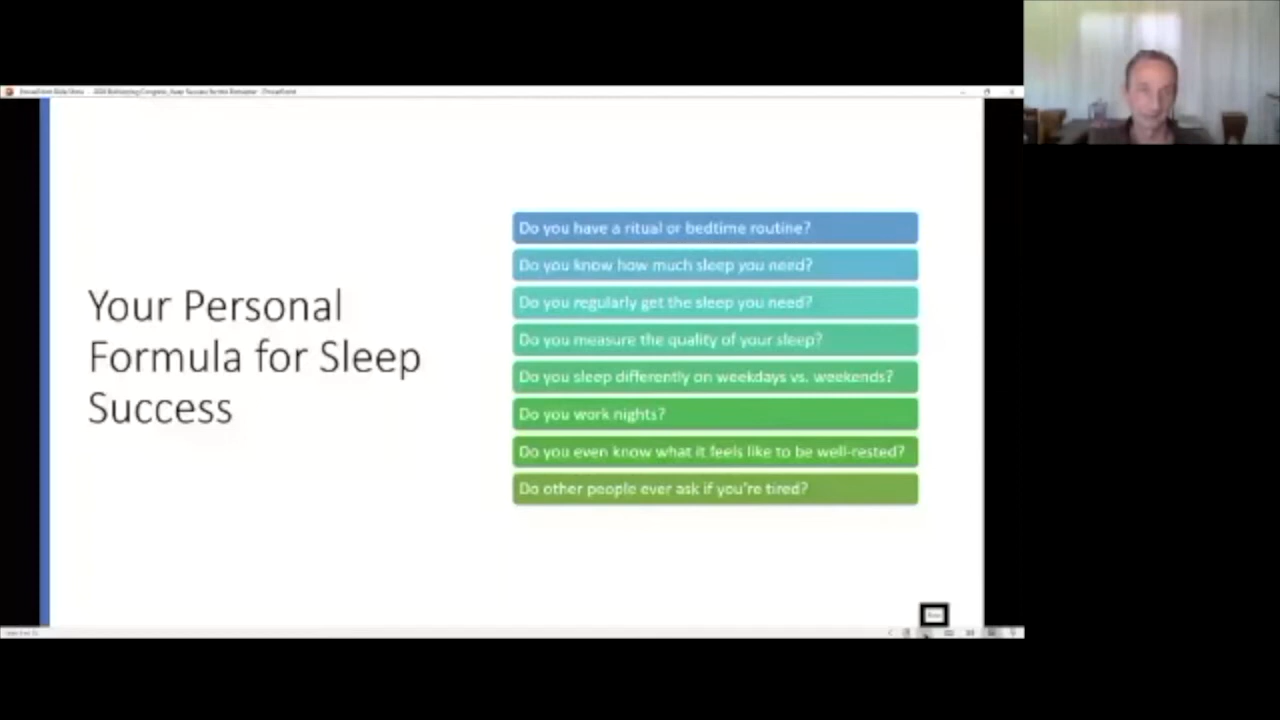 Your Personal
Formula for Sleep
Success
Do you have a ritual or bedtime routine?
Do you know how much sleep you need?
Do you regularly get the sleep you need?
Do you measure the quality of your sleep?
Do you sleep differently on weekdays vs. weekends?
Do you work nights?
Do you even know what it feels like to be well-rested?
Do other people ever ask if you're tired?